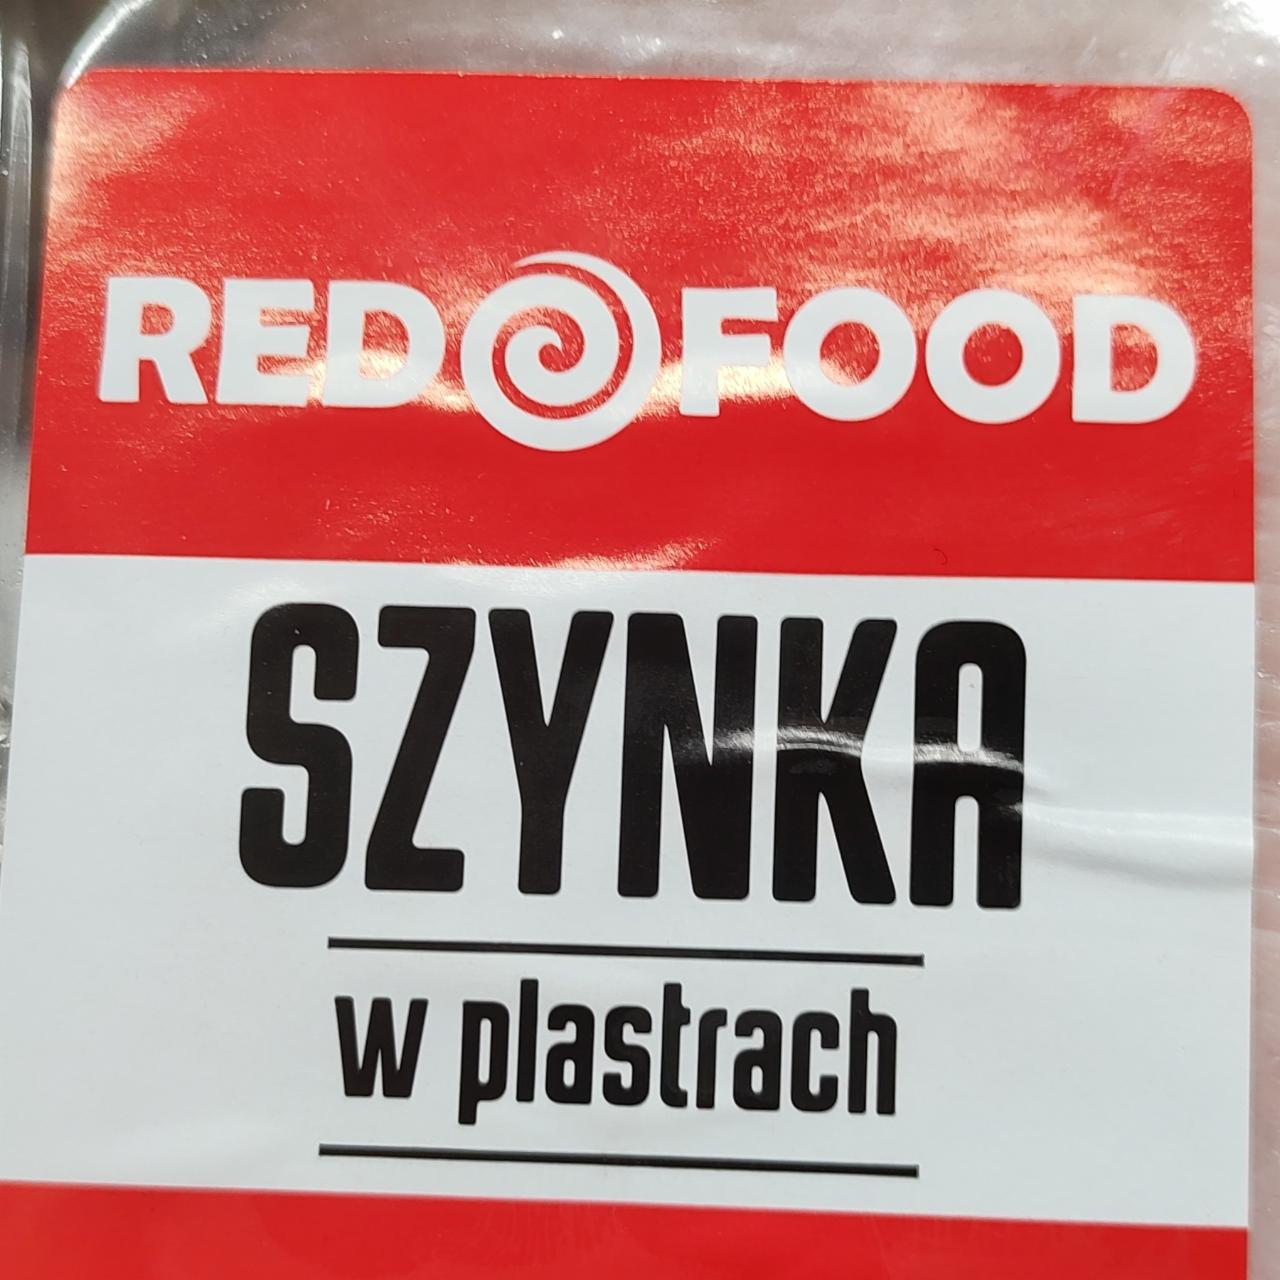 RED FOOD
SZYNKA
w plastrach